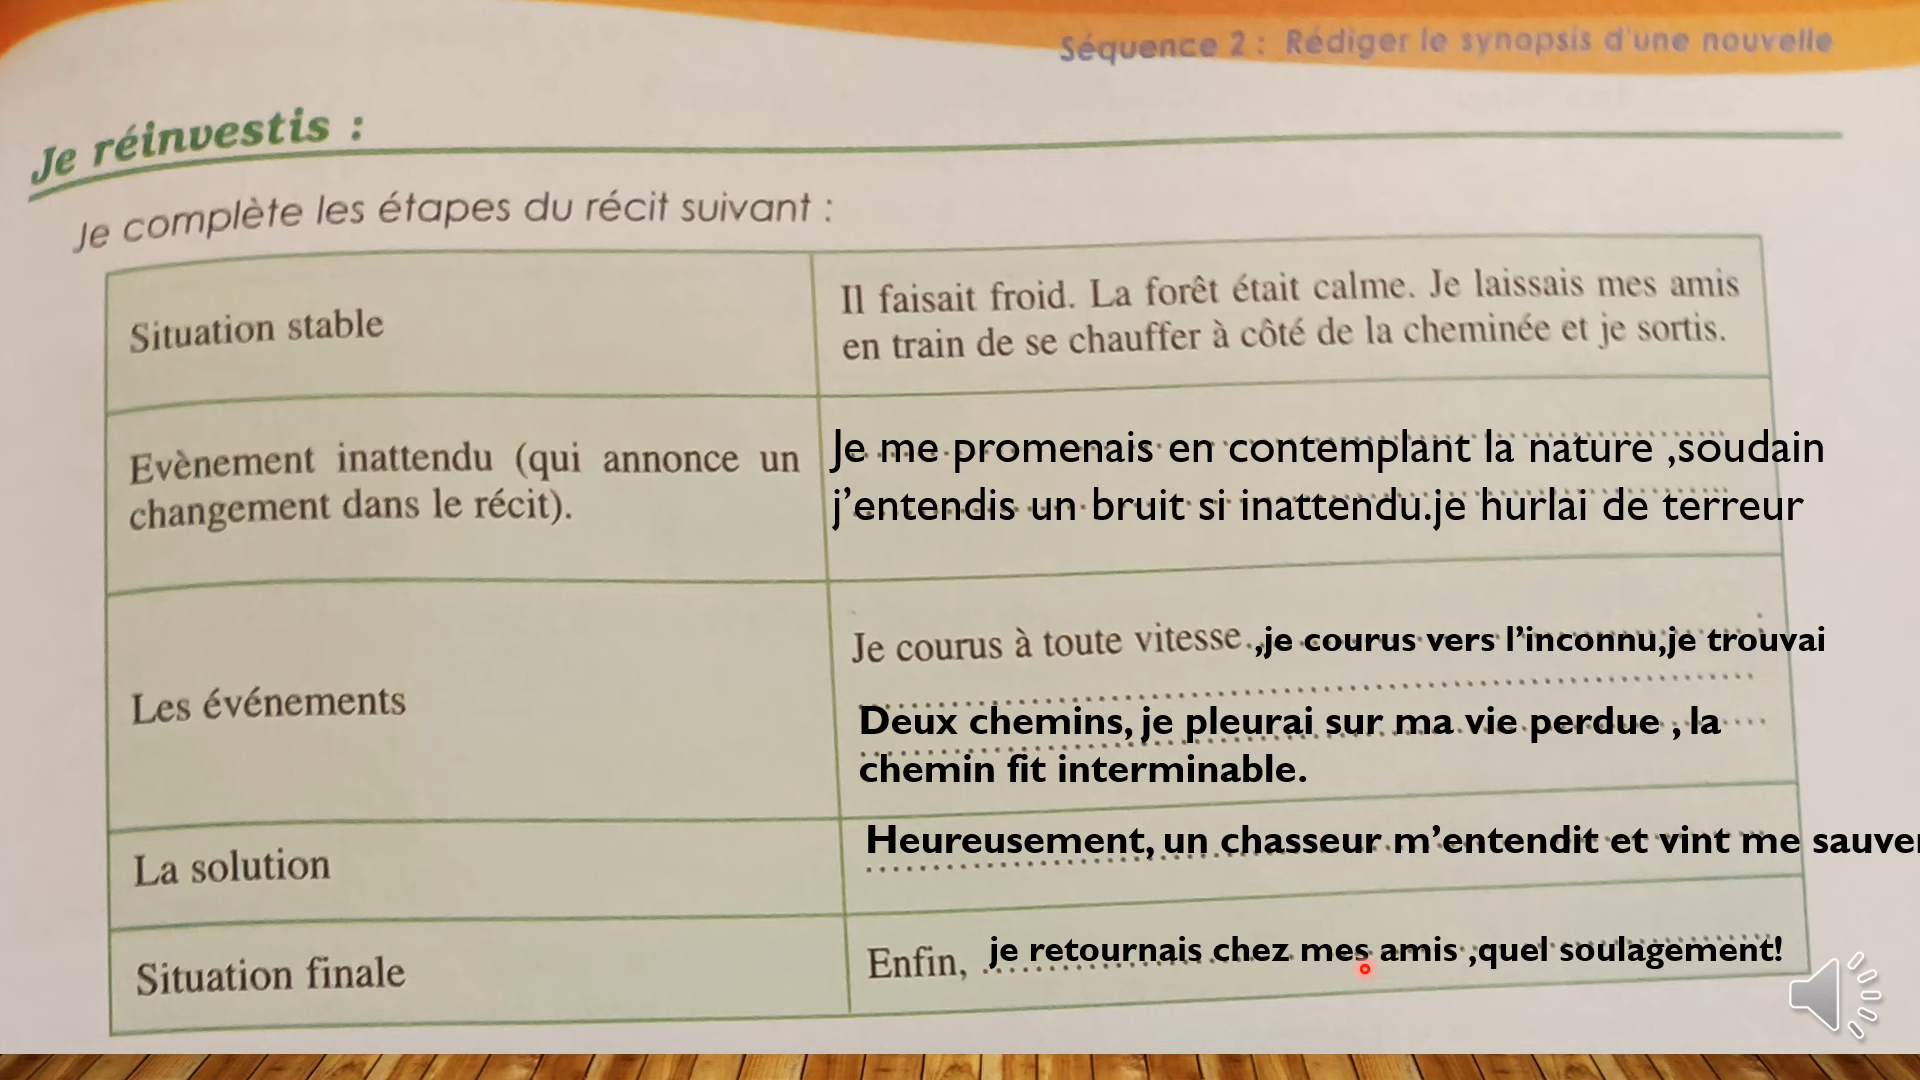 Séquence 2 : Rédiger le synopsis d'une nouvelle
Je réinvestis :
Je complète les étapes du récit suivant :
Situation stable
Il faisait froid. La forêt était calme. Je laissais mes amis
en train de se chauffer à côté de la cheminée et je sortis.
Evènement inattendu (qui annonce un
changement dans le récit).
Je me promenais en contemplant la nature ,soudain
j’entendis un bruit si inattendu.je hurlai de terreur
Les événements
Je courus à toute vitesse.,je courus vers l’inconnu,je trouvai
Deux chemins, je pleurai sur ma vie perdue , la
chemin fit interminable.
La solution
Heureusement, un chasseur m’entendit et vint me sauver
Situation finale
Enfin, je retournais chez mes amis ,quel soulagement!